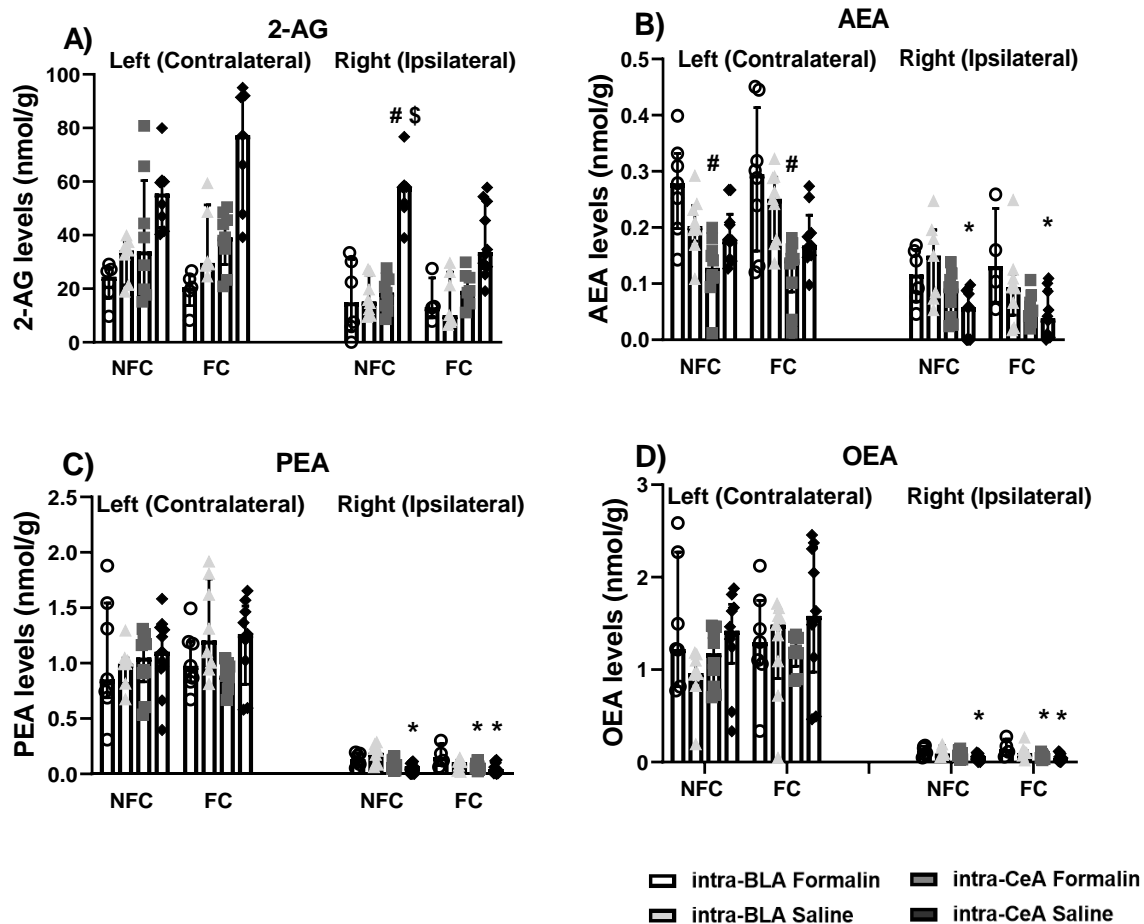 A) 2-AG
Left (Contralateral) Right (Ipsilateral)
2-AG levels (nmol/g)
100
80
60
40
20
0
# $
NFC FC NFC FC
B) AEA
Left (Contralateral) Right (Ipsilateral)
AEA levels (nmol/g)
0.5
0.4
0.3
0.2
0.1
0.0
# # * *
NFC FC NFC FC
C) PEA
Left (Contralateral) Right (Ipsilateral)
PEA levels (nmol/g)
2.5
2.0
1.5
1.0
0.5
0.0
* * *
NFC FC NFC FC
D) OEA
Left (Contralateral) Right (Ipsilateral)
OEA levels (nmol/g)
3
2
1
0
* * *
NFC FC NFC FC
intra-BLA Formalin intra-CeA Formalin
intra-BLA Saline intra-CeA Saline